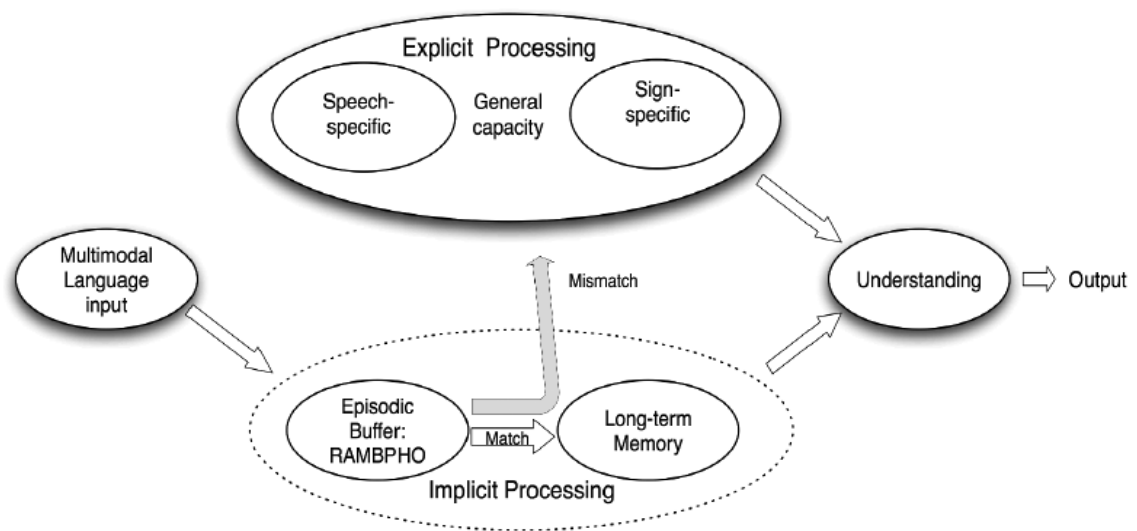 Explicit Processing
Speech-
specific
General
capacity
Sign-
specific
Multimodal
Language
input
Mismatch
Understanding
Output
Episodic
Buffer:
RAMBPHO
Match
Long-term
Memory
Implicit Processing